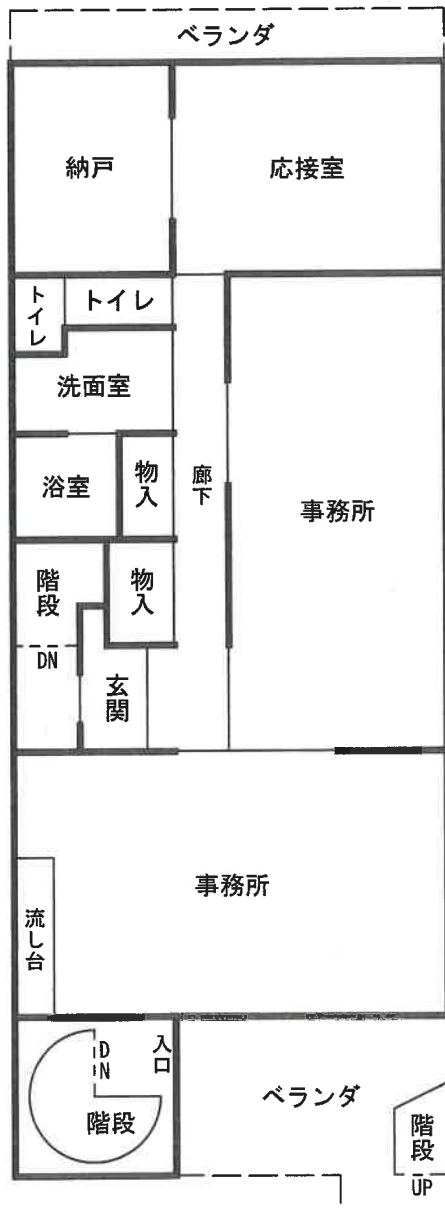 ベランダ
納戸
応接室
トイレ
トイレ
洗面室
浴室
物入
廊下
事務所
階段
物入
DN
玄関
事務所
流し台
DN
入口
階段
ベランダ
階段
UP